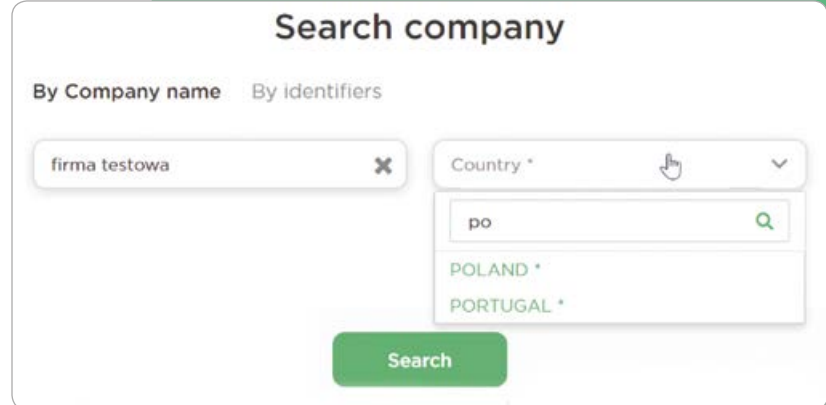 Search company
By Company name By identifiers
firma testowa Country *
po
POLAND *
PORTUGAL *
Search